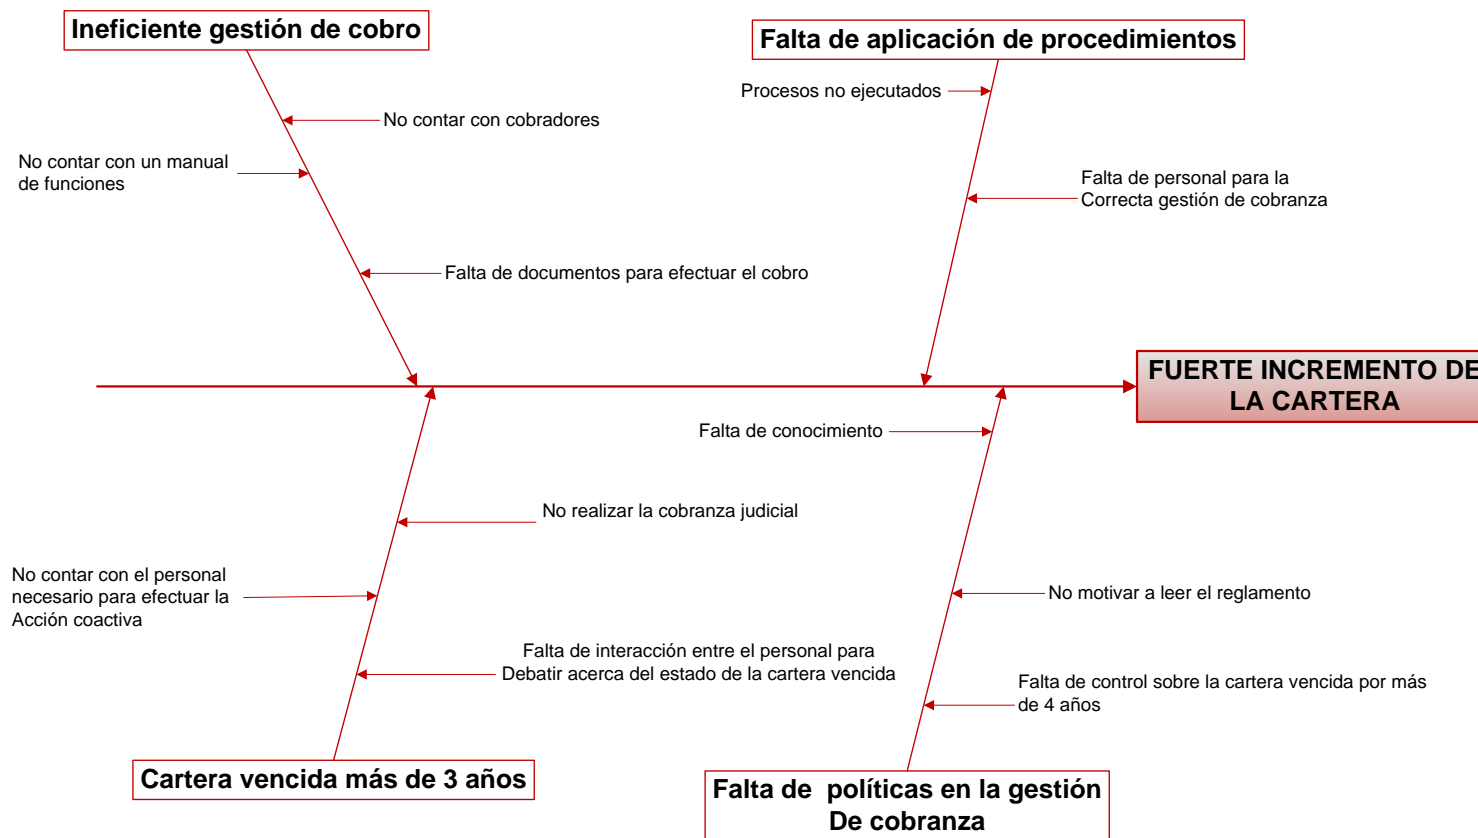 Ineficiente gestión de cobro
Falta de aplicación de procedimientos
Procesos no ejecutados
No contar con cobradores
No contar con un manual
de funciones
Falta de personal para la
Correcta gestión de cobranza
Falta de documentos para efectuar el cobro
FUERTE INCREMENTO DE
LA CARTERA
Falta de conocimiento
No realizar la cobranza judicial
No contar con el personal
necesario para efectuar la
Acción coactiva
No motivar a leer el reglamento
Falta de interacción entre el personal para
Debatir acerca del estado de la cartera vencida
Falta de control sobre la cartera vencida por más
de 4 años
Cartera vencida más de 3 años
Falta de  políticas en la gestión
De cobranza